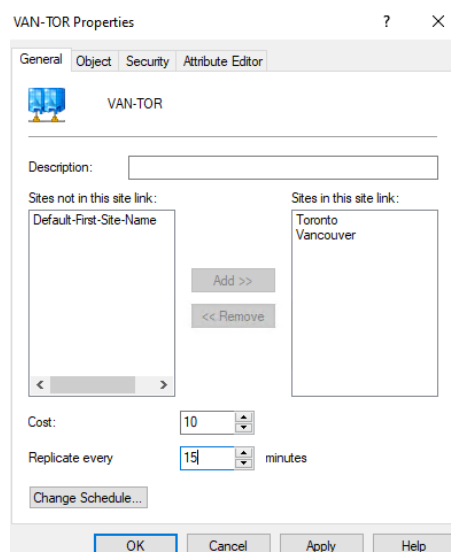 VAN-TOR Properties ? ✕
General Object Security Attribute Editor
VAN-TOR
Description:
Sites not in this site link: Sites in this site link:
Default-First-Site-Name Toronto
Vancouver
Add >>
<< Remove
< >
Cost: 10
Replicate every 15 minutes
Change Schedule...
OK Cancel Apply Help